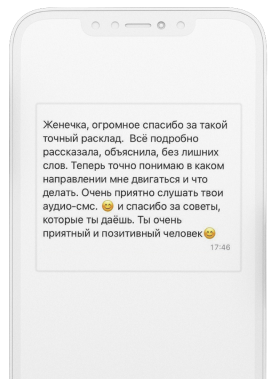 Женечка, огромное спасибо за такой
точный расклад.  Всё подробно
рассказала, объяснила, без лишних
слов. Теперь точно понимаю в каком
направлении мне двигаться и что
делать. Очень приятно слушать твои
аудио-смс. 😊 и спасибо за советы,
которые ты даёшь. Ты очень
приятный и позитивный человек😊
17:46